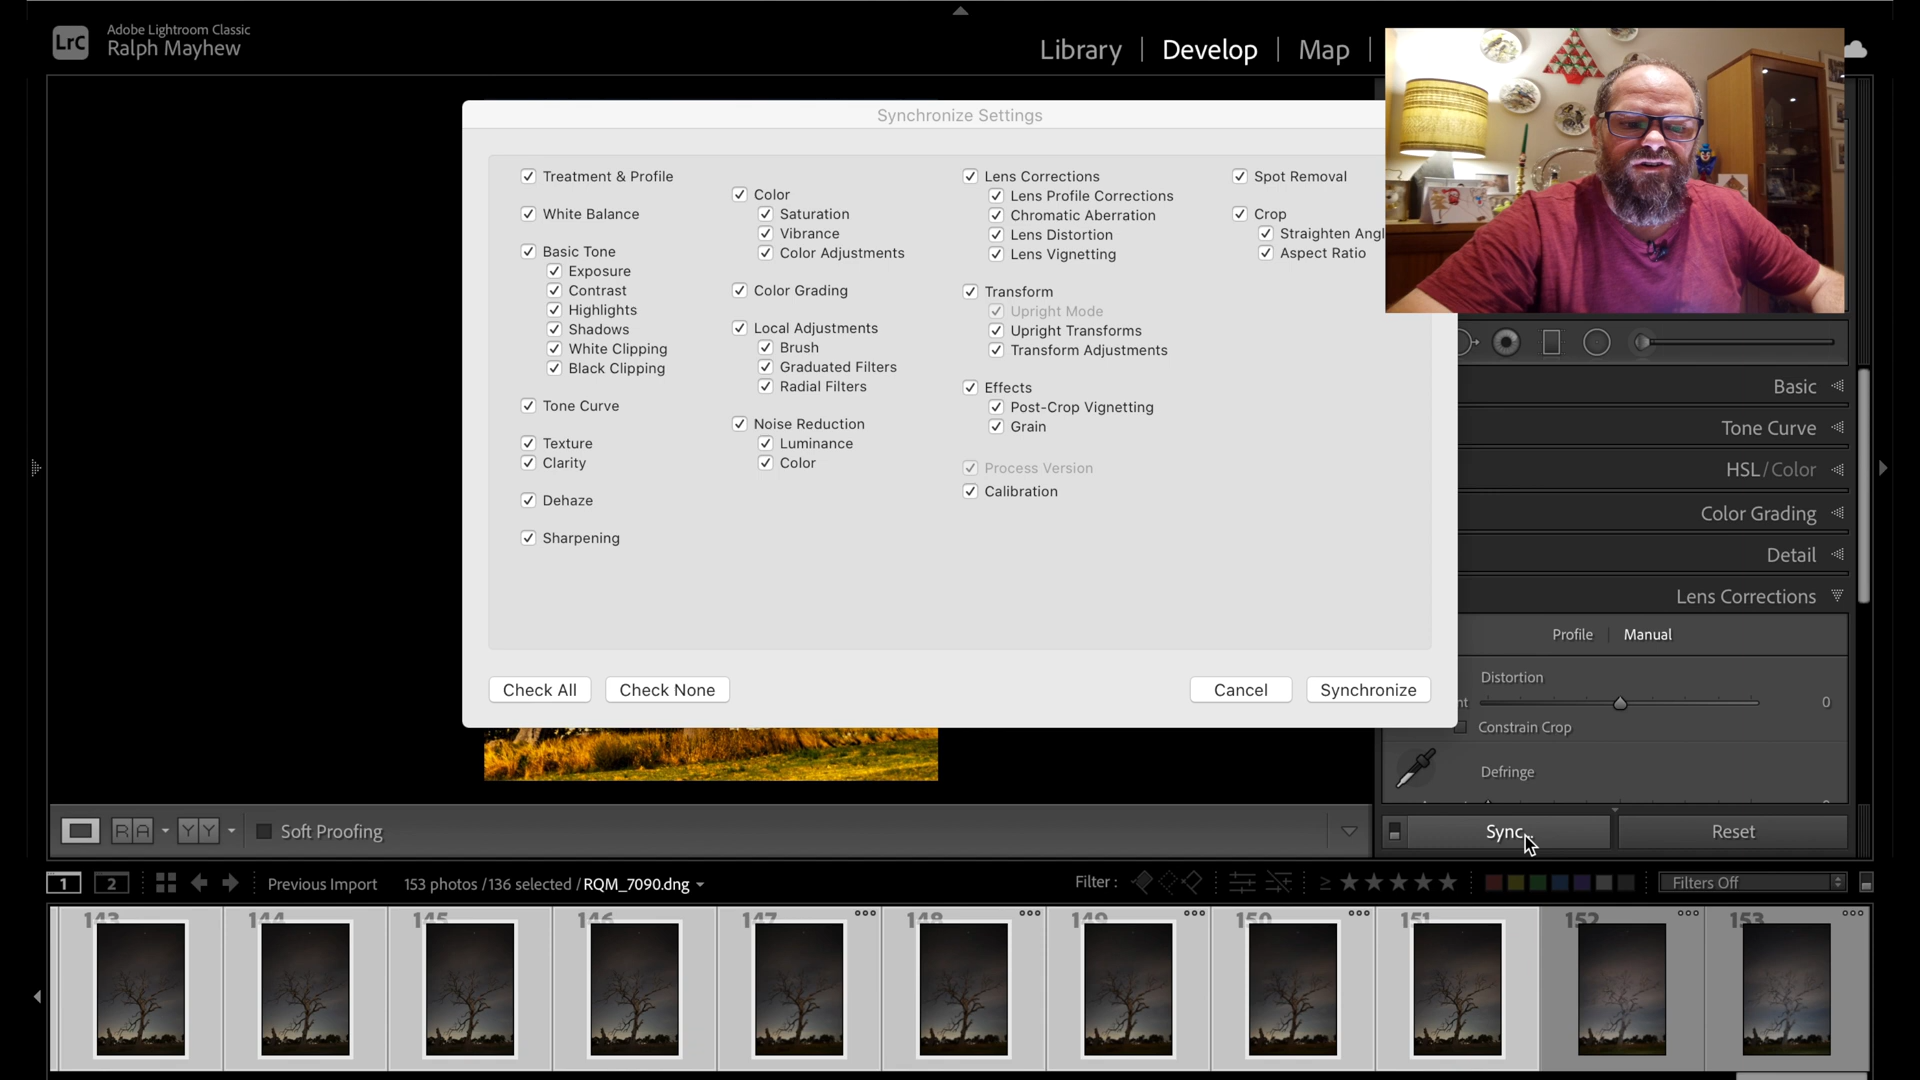 LrC
Adobe Lightroom Classic
Ralph Mayhew
Library | Develop | Map |
Synchronize Settings
Treatment & Profile
White Balance
Basic Tone
Exposure
Contrast
Highlights
Shadows
White Clipping
Black Clipping
Tone Curve
Texture
Clarity
Dehaze
Sharpening
Color
Saturation
Vibrance
Color Adjustments
Color Grading
Local Adjustments
Brush
Graduated Filters
Radial Filters
Noise Reduction
Luminance
Color
Lens Corrections
Lens Profile Corrections
Chromatic Aberration
Lens Distortion
Lens Vignetting
Transform
Upright Mode
Upright Transforms
Transform Adjustments
Effects
Post-Crop Vignetting
Grain
Process Version
Calibration
Spot Removal
Crop
Straighten Angl
Aspect Ratio
Check All
Check None
Cancel
Synchronize
Basic
Tone Curve
HSL / Color
Color Grading
Detail
Lens Corrections
Profile | Manual
Distortion
nt 0
Constrain Crop
Defringe
RA YY Soft Proofing
Sync...
Reset
1 2 Previous Import 153 photos / 136 selected / RQM_7090.dng
Filter : ≥ ★★★★★ Filters Off
143 144 145 146 147 148 149 150 151 152 153